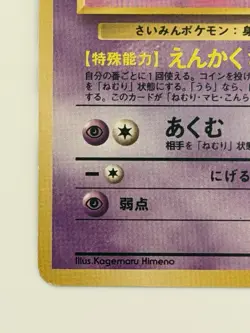 さいみんポケモン：身
【特殊能力】えんかく
自分の番ごとに1回使える。コインを投げ
「ねむり」状態にする。「うら」なら、
する。このカードが「ねむり・マヒ・こんら
あくむ
相手を「ねむり」状
にげる
弱点
Illus. Kagemaru Himeno